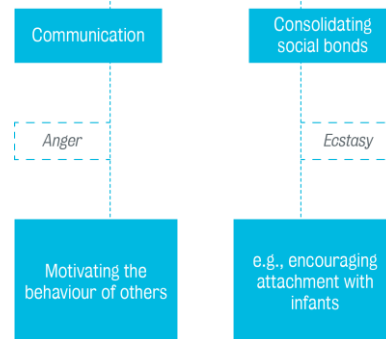 Communication
Consolidating
social bonds
Anger
Ecstasy
Motivating the
behaviour of others
e.g., encouraging
attachment with
infants